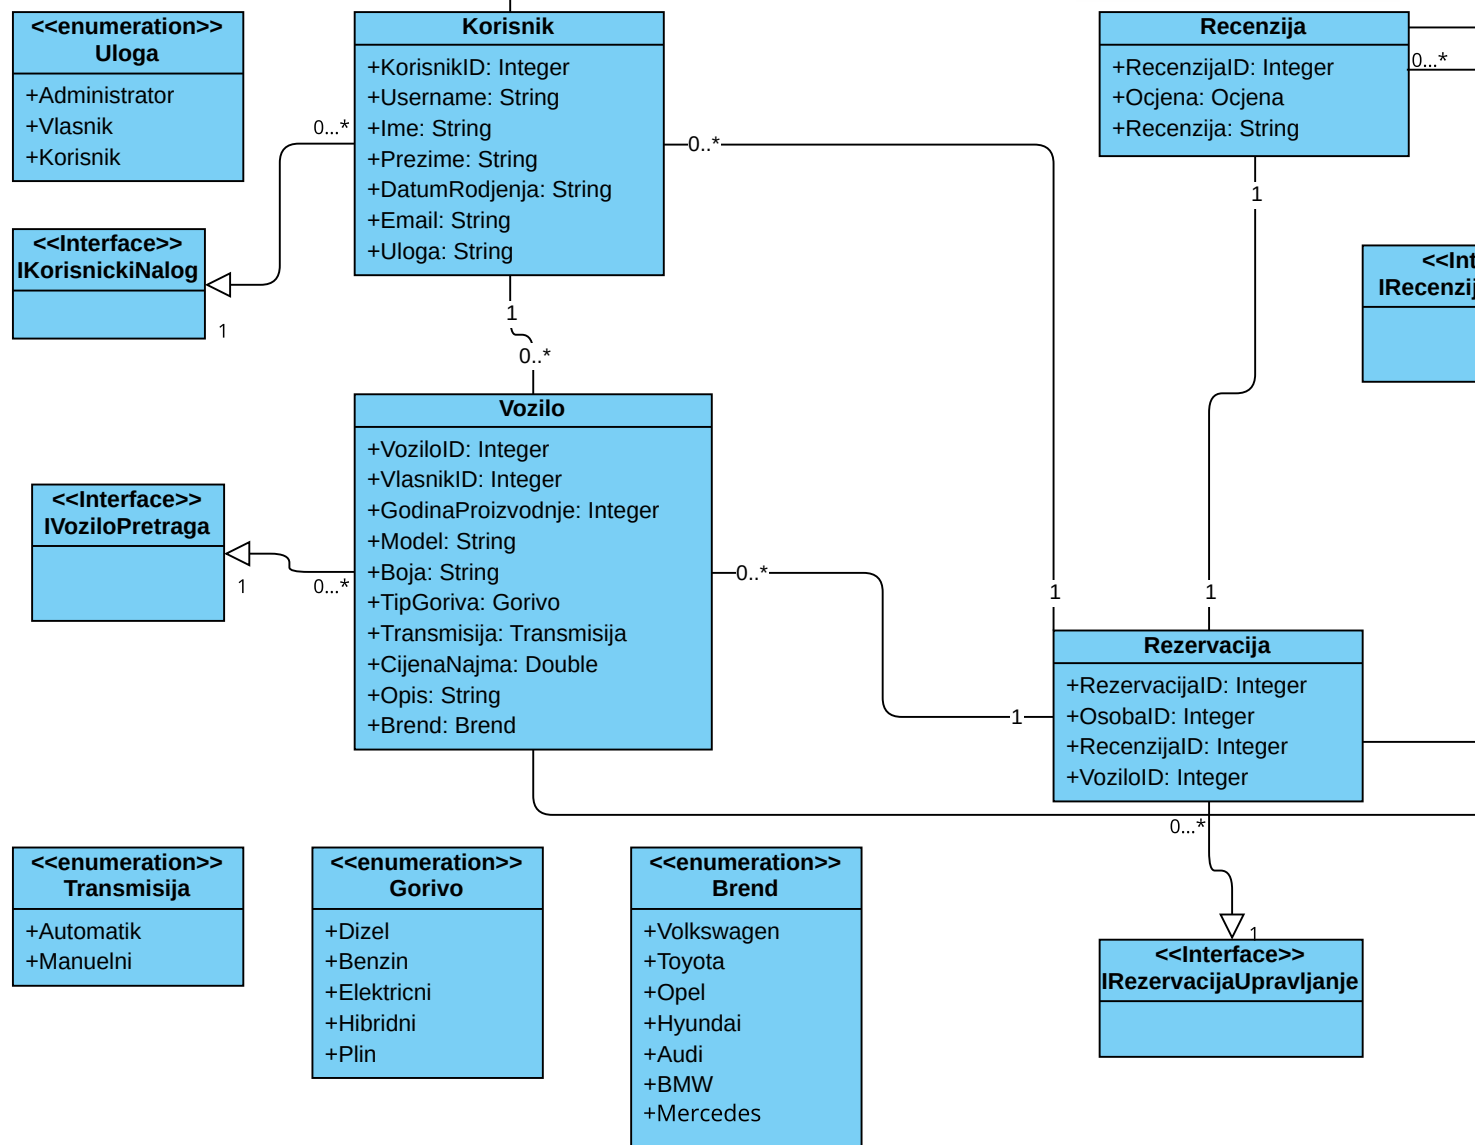 <<enumeration>>
Uloga
+Administrator
+Vlasnik
+Korisnik
Korisnik
+KorisnikID: Integer
+Username: String
+Ime: String
+Prezime: String
+DatumRodjenja: String
+Email: String
+Uloga: String
Recenzija
+RecenzijaID: Integer
+Ocjena: Ocjena
+Recenzija: String
0...*
0...*
0..*
1
<<Interface>>
IKorisnickiNalog
1
<<Int
IRecenzij
1
0..*
Vozilo
+VoziloID: Integer
+VlasnikID: Integer
+GodinaProizvodnje: Integer
+Model: String
+Boja: String
+TipGoriva: Gorivo
+Transmisija: Transmisija
+CijenaNajma: Double
+Opis: String
+Brend: Brend
<<Interface>>
IVoziloPretraga
1
0...*
0..*
1
1
1
Rezervacija
+RezervacijaID: Integer
+OsobaID: Integer
+RecenzijaID: Integer
+VoziloID: Integer
0...*
1
<<Interface>>
IRezervacijaUpravljanje
<<enumeration>>
Transmisija
+Automatik
+Manuelni
<<enumeration>>
Gorivo
+Dizel
+Benzin
+Elektricni
+Hibridni
+Plin
<<enumeration>>
Brend
+Volkswagen
+Toyota
+Opel
+Hyundai
+Audi
+BMW
+Mercedes